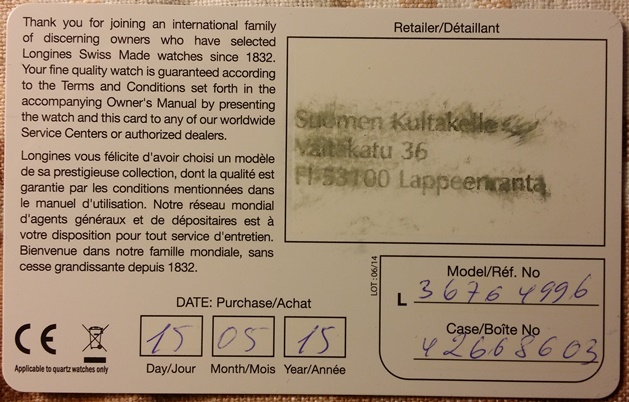 Thank you for joining an international family
of discerning owners who have selected
Longines Swiss Made watches since 1832.
Your fine quality watch is guaranteed according
to the Terms and Conditions set forth in the
accompanying Owner's Manual by presenting
the watch and this card to any of our worldwide
Service Centers or authorized dealers.
Longines vous félicite d'avoir choisi un modèle
de sa prestigieuse collection, dont la qualité est
garantie par les conditions mentionnées dans
le manuel d'utilisation. Notre réseau mondial
d'agents généraux et de dépositaires est à
votre disposition pour tout service d'entretien.
Bienvenue dans notre famille mondiale, sans
cesse grandissante depuis 1832.
Retailer/Détaillant
Suomen Kultakello
Valtakatu 36
FI-53100 Lappeenranta
LOT: 06/14
Model/Réf. No
L 3676 4996
Case/Boîte No
42668603
DATE: Purchase/Achat
15 05 15
Day/Jour Month/Mois Year/Année
CE
Applicable to quartz watches only